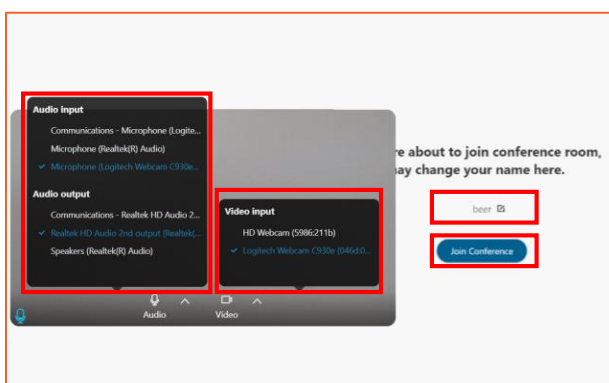 Audio input
Communications - Microphone (Logite...
Microphone (Realtek(R) Audio)
Microphone (Logitech Webcam C930e...
Audio output
Communications - Realtek HD Audio 2...
Realtek HD Audio 2nd output (Realtek(...
Speakers (Realtek(R) Audio)
Video input
HD Webcam (5986:211b)
Logitech Webcam C930e (046d:0...
Audio
Video
re about to join conference room,
ay change your name here.
beer
Join Conference